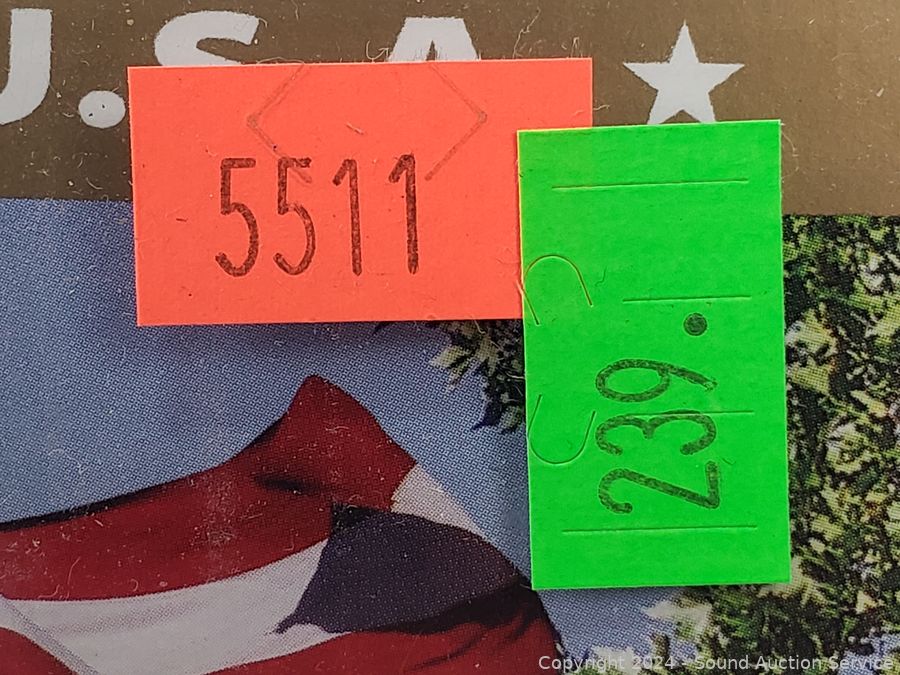 U.S.A ★
5511
239.
Copyright 2024 - Sound Auction Service